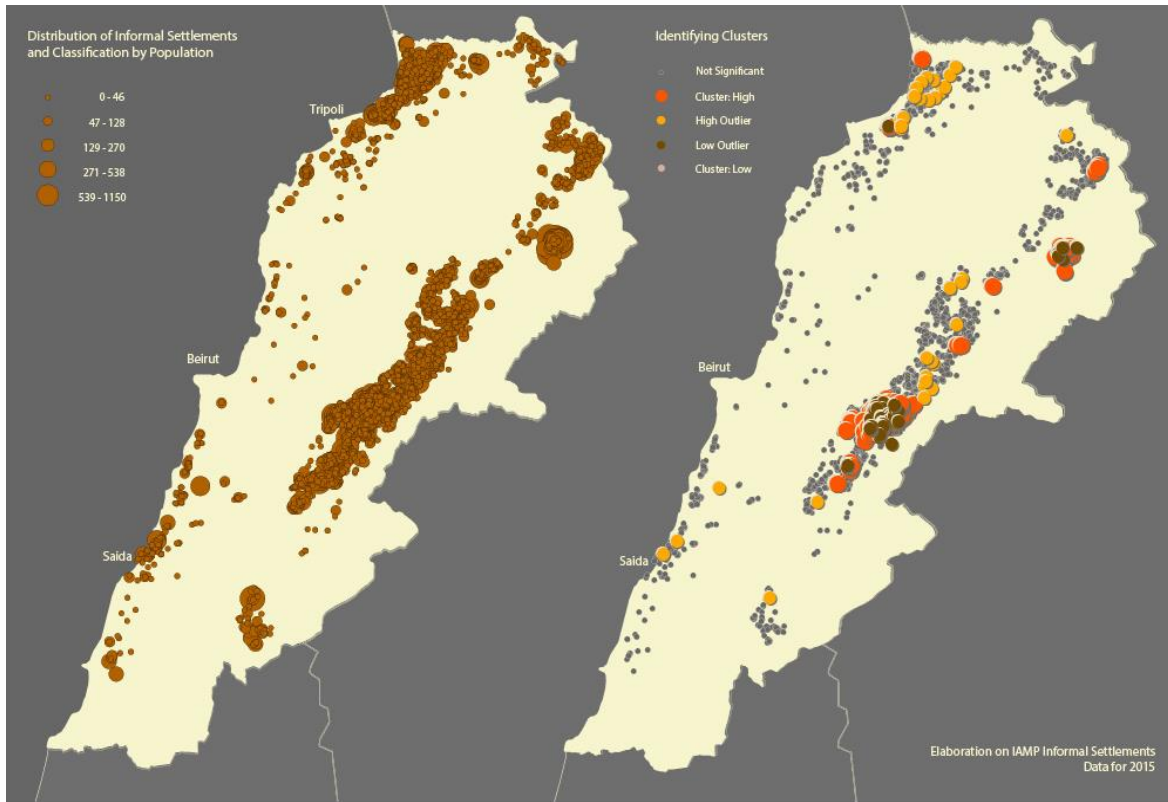 Distribution of Informal Settlements
and Classification by Population
0 - 46
47 - 128
129 - 270
271 - 538
539 - 1150
Tripoli
Beirut
Saida
Identifying Clusters
Not Significant
Cluster: High
High Outlier
Low Outlier
Cluster: Low
Beirut
Saida
Elaboration on IAMP Informal Settlements
Data for 2015